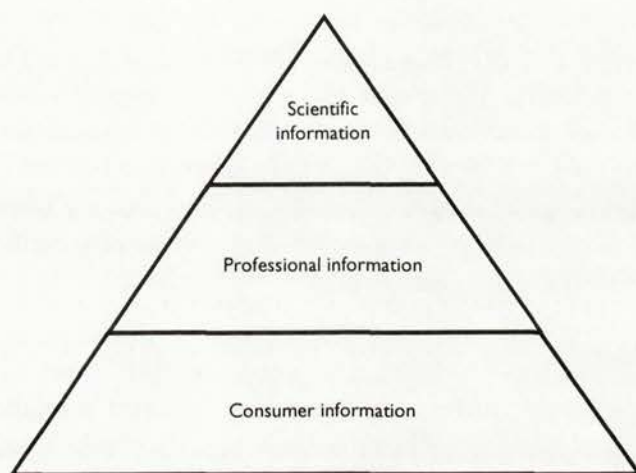 Scientific
information
Professional information
Consumer information